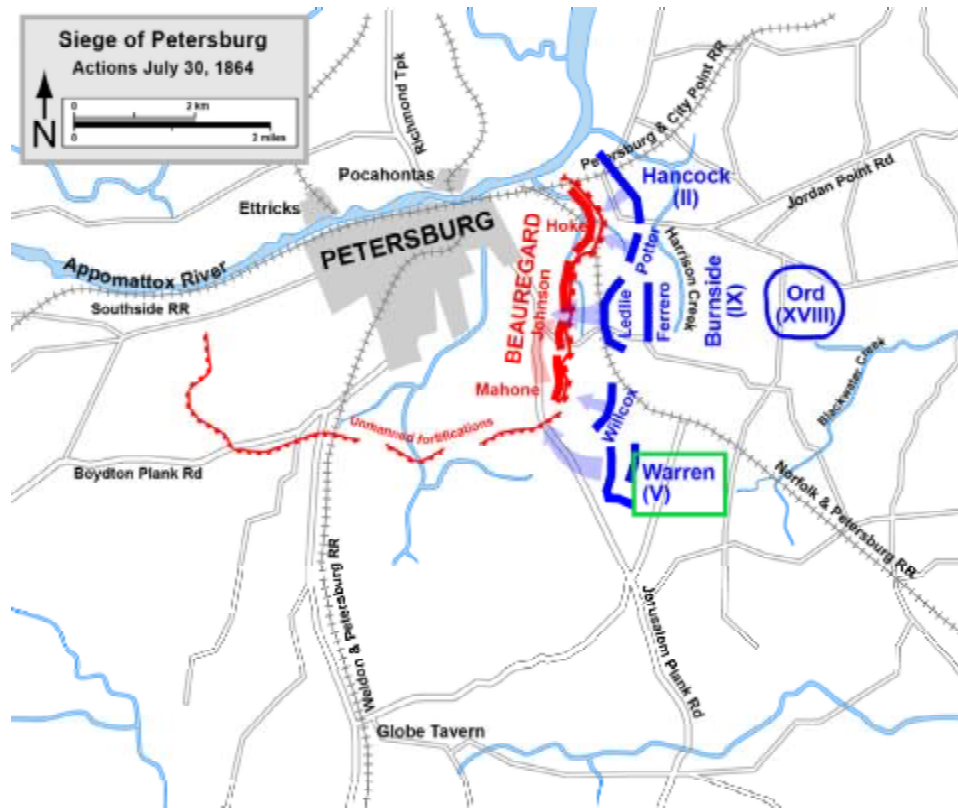 Siege of Petersburg
Actions July 30, 1864
N
0
2 km
0
3 miles
Richmond Tpk
Petersburg & City Point RR
Pocahontas
Hancock
(II)
Jordan Point Rd
Ettricks
PETERSBURG
Hoke
Potter
Harrison Creek
Appomattox River
BEAUREGARD
Johnson
Ledlie
Ferrero
Burnside
(IX)
Ord
(XVIII)
Southside RR
Blackwater Creek
Mahone
Willcox
Unmanned fortifications
Boydton Plank Rd
Warren
(V)
Norfolk & Petersburg RR
Weldon & Petersburg RR
Jerusalem Plank Rd
Globe Tavern